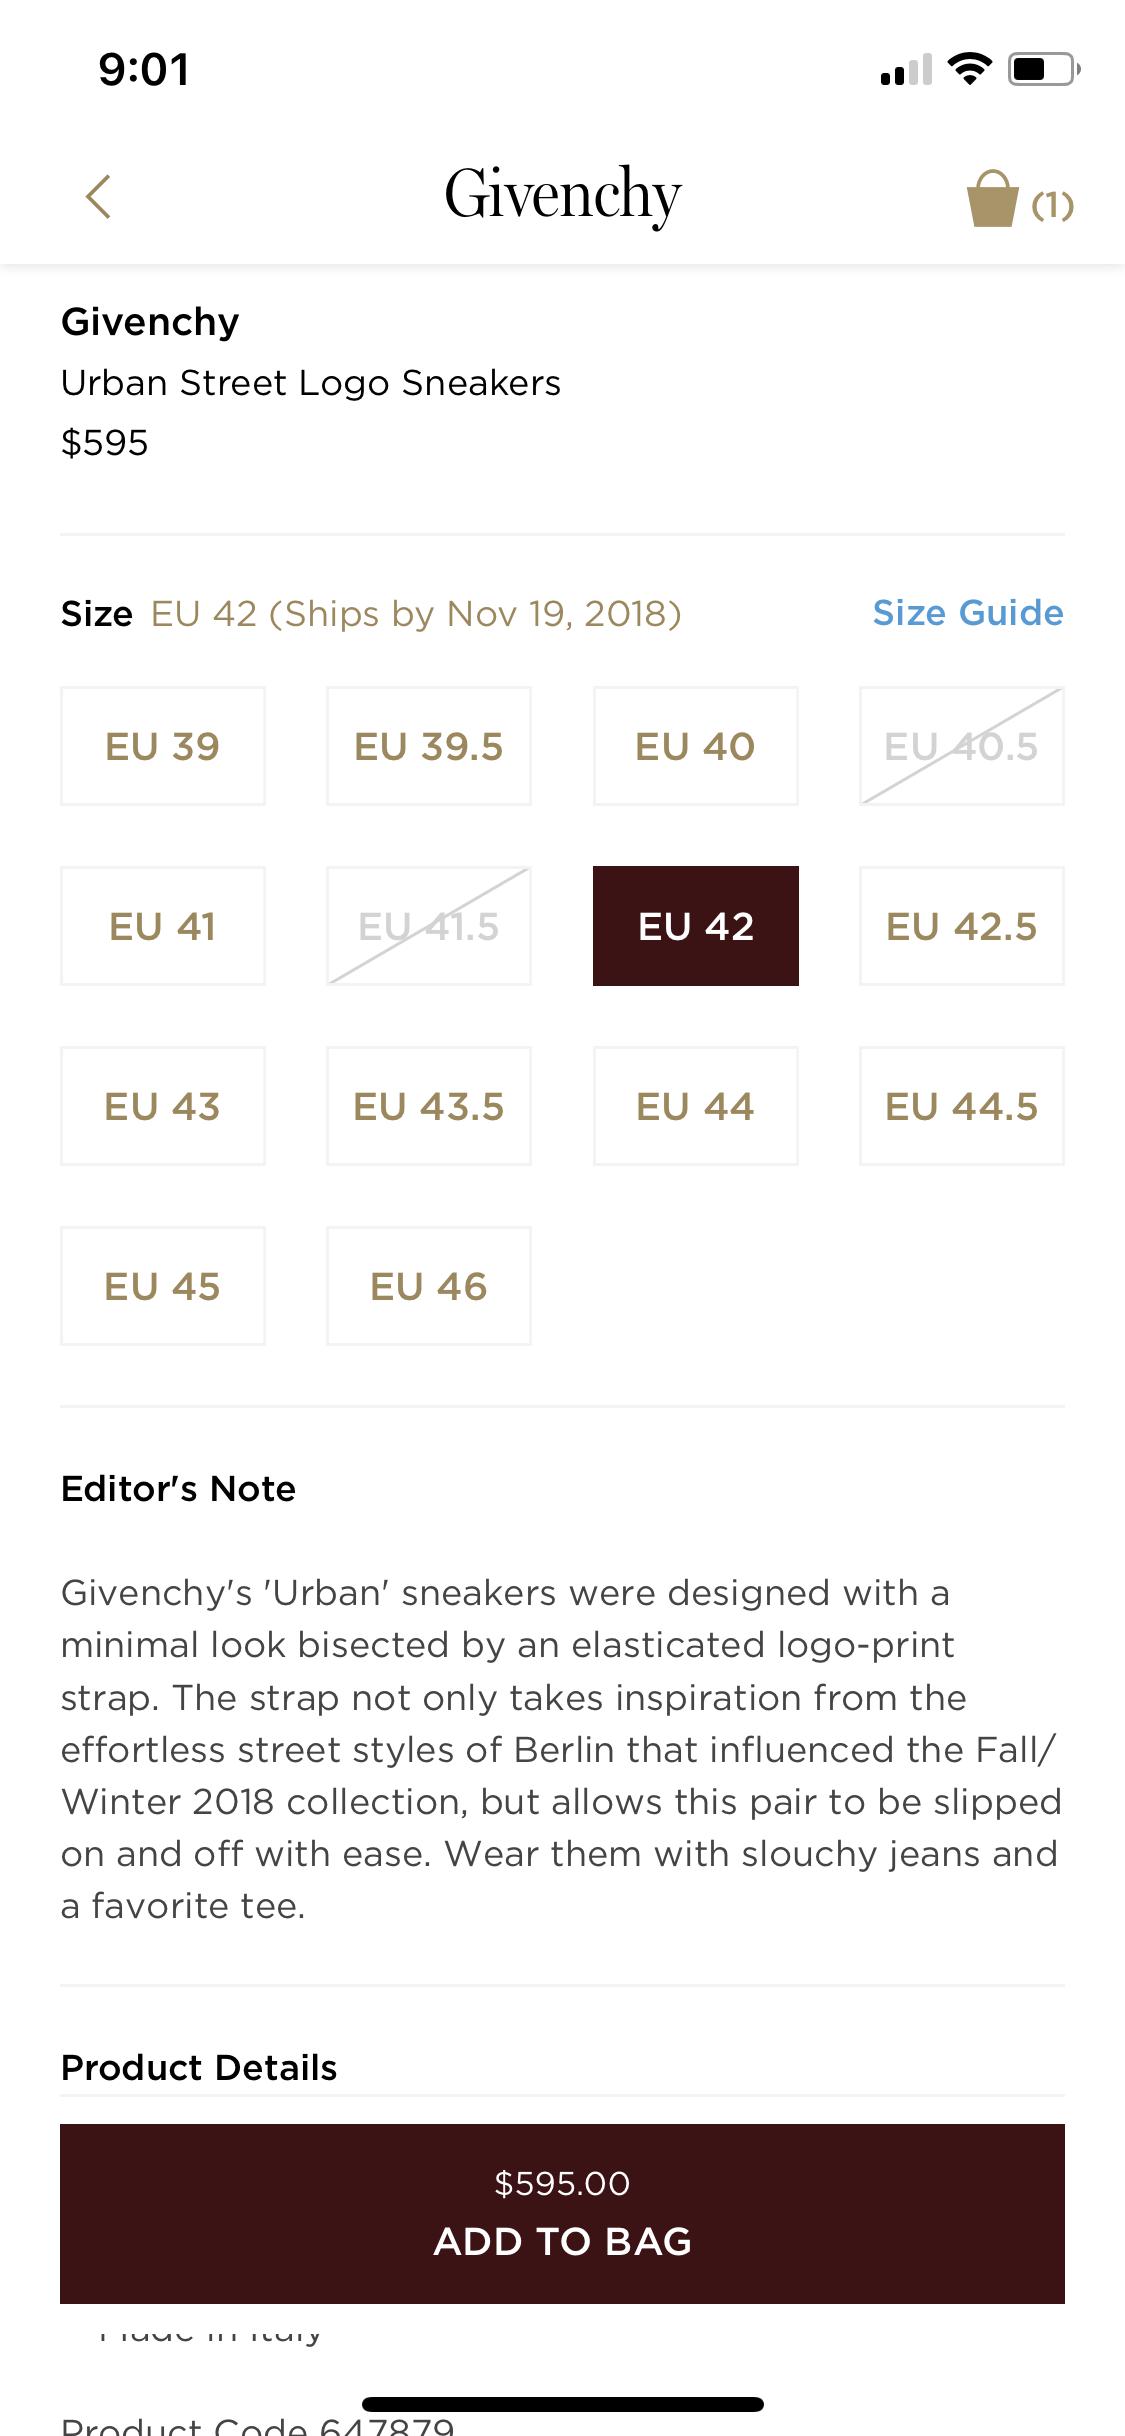 9:01
Givenchy
(1)
Givenchy
Urban Street Logo Sneakers
$595
Size EU 42 (Ships by Nov 19, 2018) Size Guide
EU 39 EU 39.5 EU 40 EU 40.5
EU 41 EU 41.5 EU 42 EU 42.5
EU 43 EU 43.5 EU 44 EU 44.5
EU 45 EU 46
Editor's Note
Givenchy's 'Urban' sneakers were designed with a
minimal look bisected by an elasticated logo-print
strap. The strap not only takes inspiration from the
effortless street styles of Berlin that influenced the Fall/
Winter 2018 collection, but allows this pair to be slipped
on and off with ease. Wear them with slouchy jeans and
a favorite tee.
Product Details
$595.00
ADD TO BAG
Made in Italy
Product Code 647879